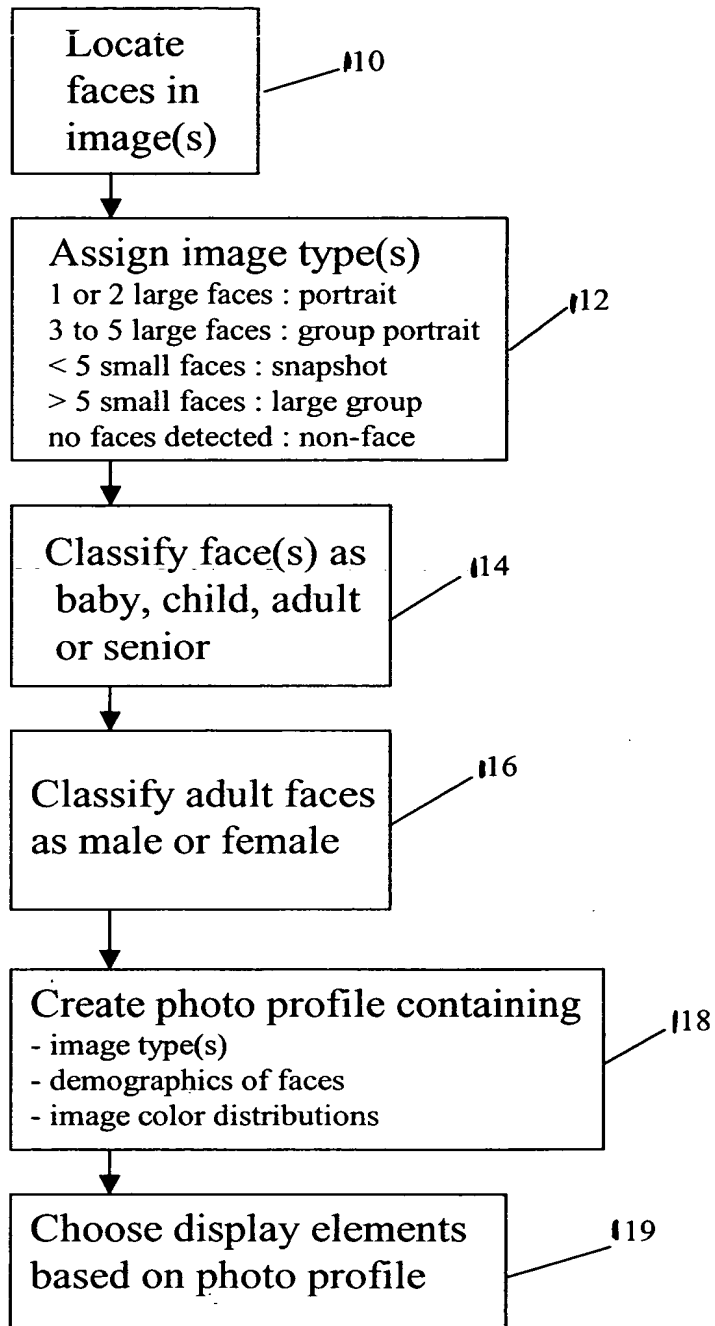 Locate
faces in
image(s)
110
Assign image type(s)
1 or 2 large faces : portrait
3 to 5 large faces : group portrait
< 5 small faces : snapshot
> 5 small faces : large group
no faces detected : non-face
112
Classify face(s) as
baby, child, adult
or senior
114
Classify adult faces
as male or female
116
Create photo profile containing
- image type(s)
- demographics of faces
- image color distributions
118
Choose display elements
based on photo profile
119